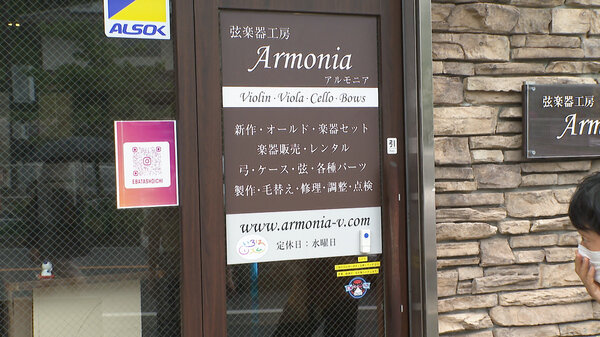 ALSOK
弦楽器工房
Armonia
アルモニア
Violin・Viola・Cello・Bows
新作・オールド・楽器セット
楽器販売・レンタル
弓・ケース・弦・各種パーツ
製作・毛替え・修理・調整・点検
www.armonia-v.com
定休日：水曜日
引
EBATASHOICHI
弦楽器工房
Arm